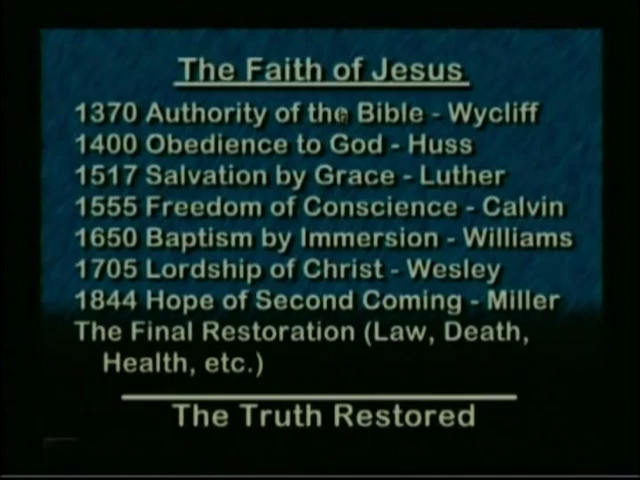 The Faith of Jesus
1370 Authority of the Bible - Wycliff
1400 Obedience to God - Huss
1517 Salvation by Grace - Luther
1555 Freedom of Conscience - Calvin
1650 Baptism by Immersion - Williams
1705 Lordship of Christ - Wesley
1844 Hope of Second Coming - Miller
The Final Restoration (Law, Death,
Health, etc.)
The Truth Restored